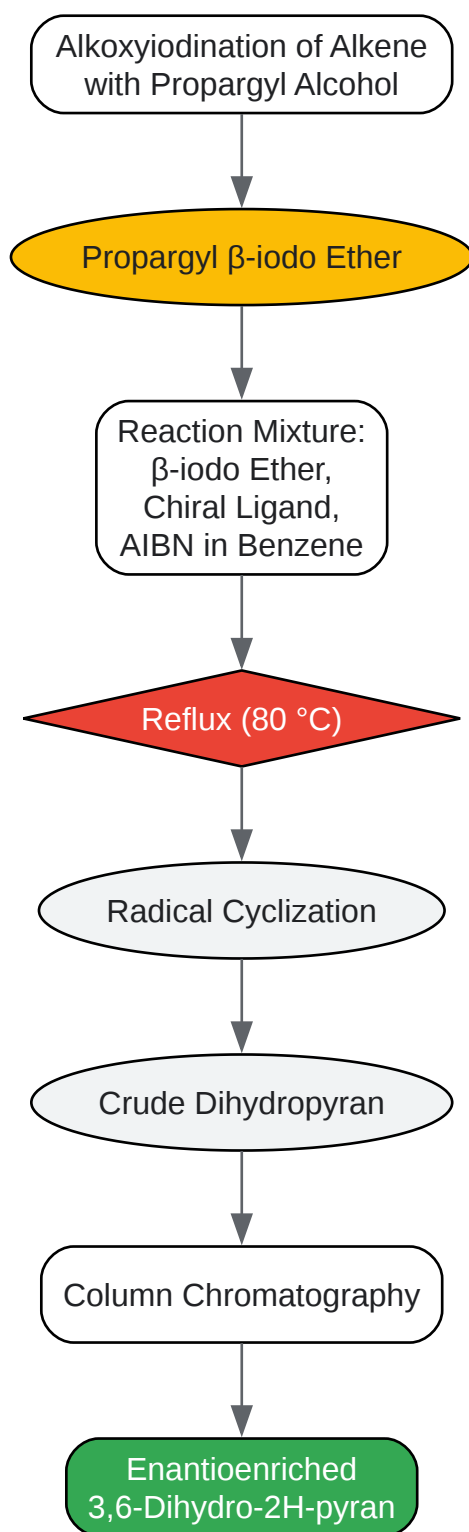 Alkoxyiodination of Alkene
with Propargyl Alcohol
Propargyl β-iodo Ether
Reaction Mixture:
β-iodo Ether,
Chiral Ligand,
AIBN in Benzene
Reflux (80 °C)
Radical Cyclization
Crude Dihydropyran
Column Chromatography
Enantioenriched
3,6-Dihydro-2H-pyran